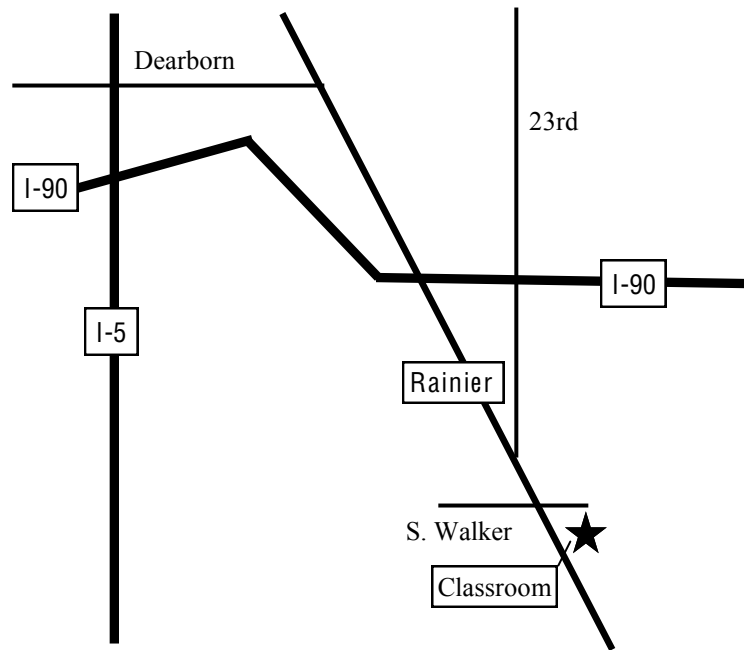 Dearborn
23rd
I-90
I-90
I-5
Rainier
S. Walker
Classroom